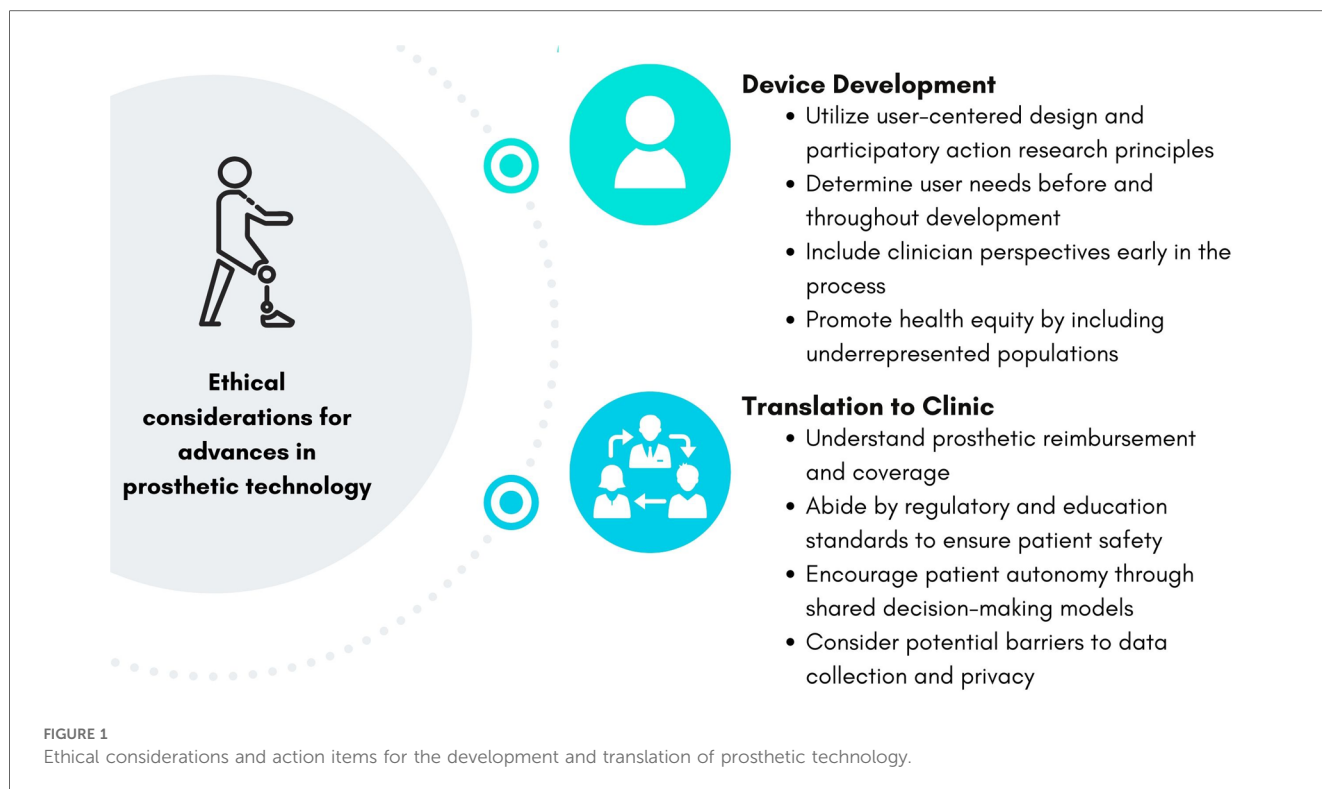 Ethical
considerations for
advances in
prosthetic technology
Device Development
• Utilize user-centered design and
participatory action research principles
• Determine user needs before and
throughout development
• Include clinician perspectives early in the
process
• Promote health equity by including
underrepresented populations
Translation to Clinic
• Understand prosthetic reimbursement
and coverage
• Abide by regulatory and education
standards to ensure patient safety
• Encourage patient autonomy through
shared decision-making models
• Consider potential barriers to data
collection and privacy
FIGURE 1
Ethical considerations and action items for the development and translation of prosthetic technology.